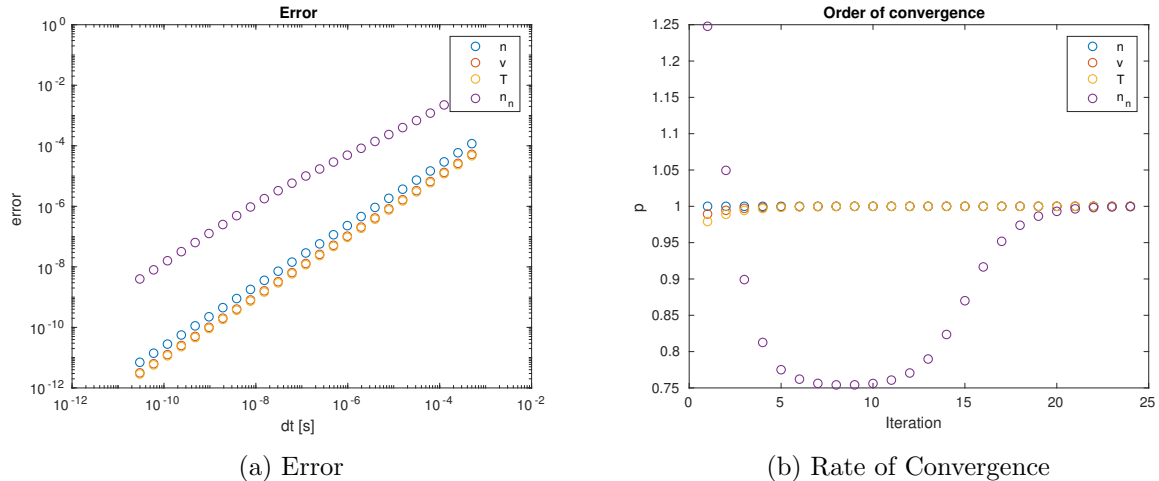 Error
10^0
10^-2
10^-4
10^-6
10^-8
10^-10
10^-12
error
10^-12
10^-10
10^-8
10^-6
10^-4
10^-2
dt [s]
n
v
T
n_n
(a) Error
Order of convergence
1.25
1.2
1.15
1.1
1.05
1
0.95
0.9
0.85
0.8
0.75
p
0
5
10
15
20
25
Iteration
n
v
T
n_n
(b) Rate of Convergence